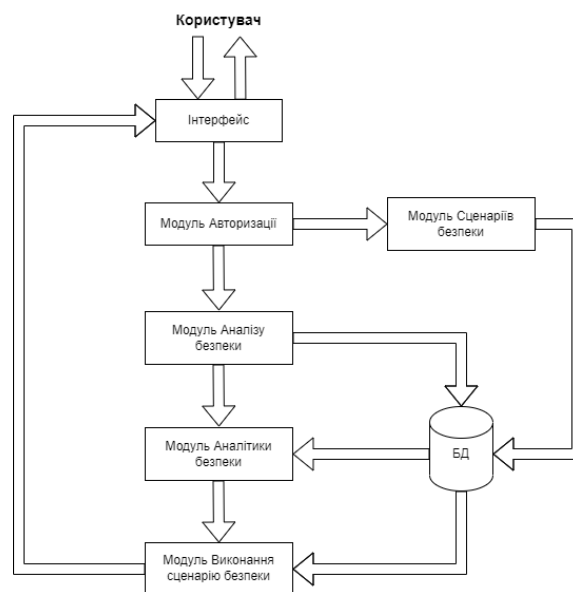 Користувач
Інтерфейс
Модуль Авторизації
Модуль Сценаріїв
безпеки
Модуль Аналізу
безпеки
Модуль Аналітики
безпеки
БД
Модуль Виконання
сценарію безпеки